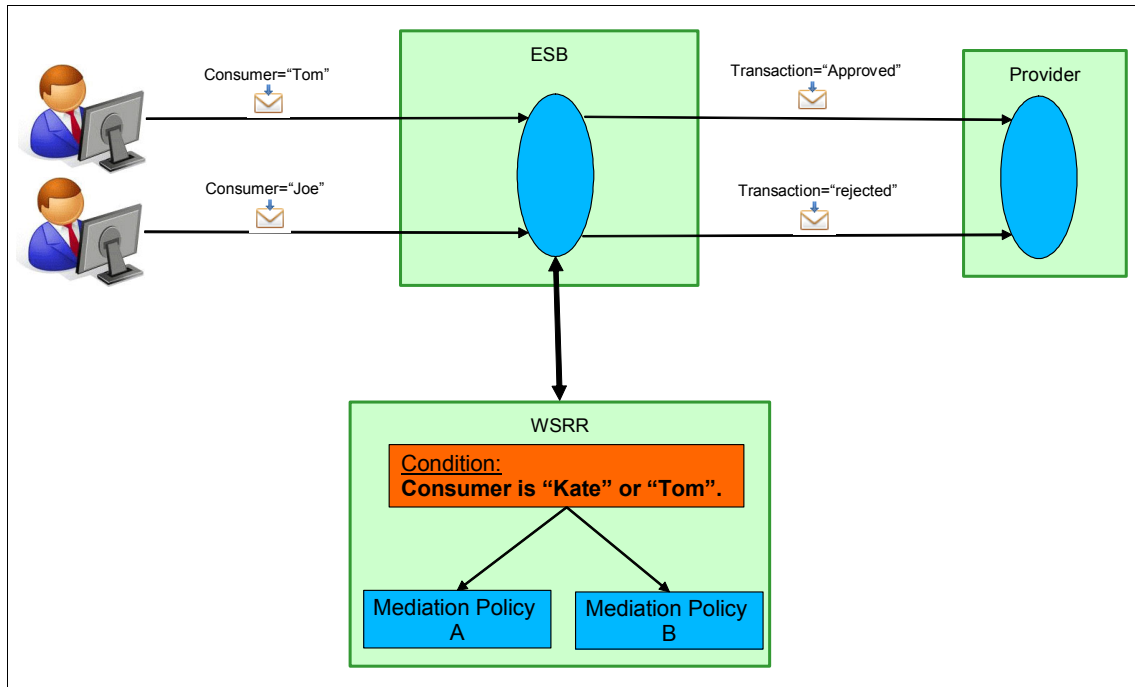 ESB
Consumer=“Tom”
Transaction=“Approved”
Provider
Consumer=“Joe”
Transaction=“rejected”
WSRR
Condition:
Consumer is “Kate” or “Tom”.
Mediation Policy
A
Mediation Policy
B